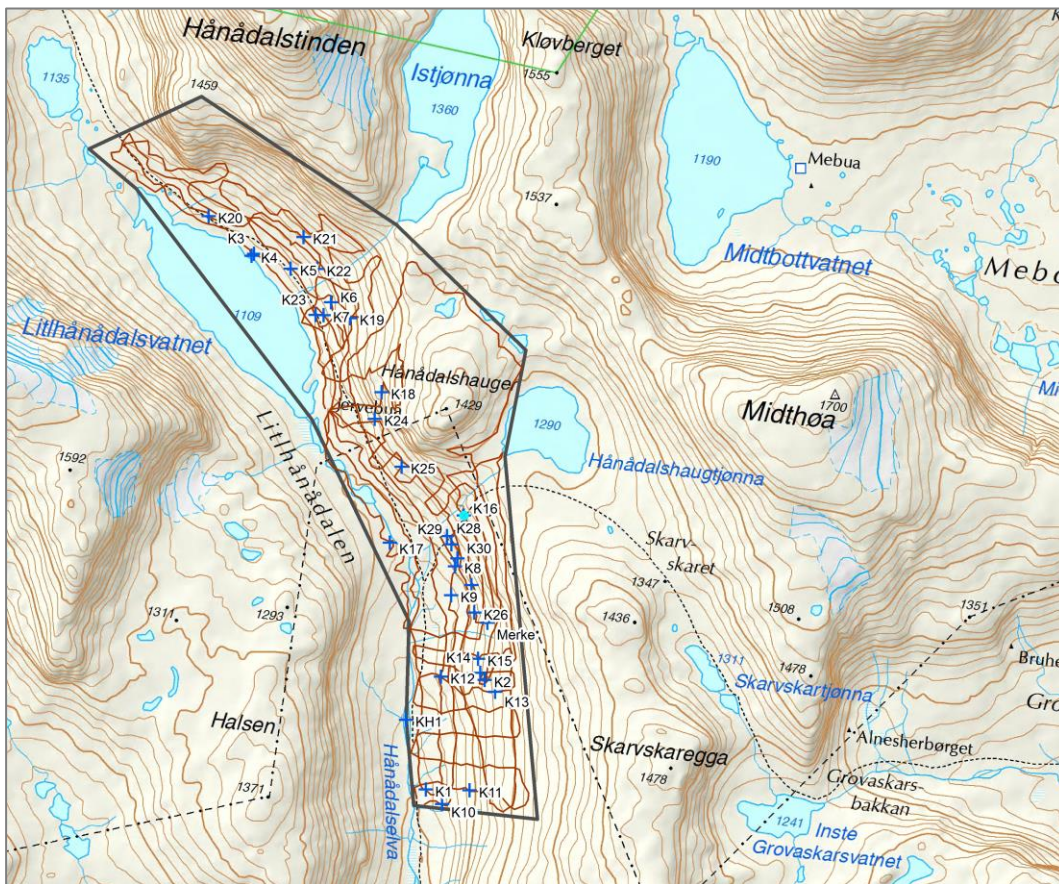 Hånådalstinden
Kløvberget
1135
1459
Istjønna
1555
1360
1190
Mebua
1537
K20
K21
K3
K4
K5
K22
Midtbottvatnet
K6
K23
K7
K19
1109
Litlhånådalsvatnet
Hånådalshauge
K18
1429
Jervebua
K24
1700
Midthøa
1290
Litlhånådalen
1592
K25
Hånådalshaugtjønna
K16
K29
K28
K17
K30
K8
Skarv-
skaret
1347
K9
K26
1311
1293
1436
1508
1351
Merke
K14
K15
1311
1478
K12
K2
Skarvskartjønna
K13
KH1
Halsen
Alnesherbørget
Skarvskaregga
1478
Grovaskars-
bakkan
1371
K1
K11
K10
Hånådalselva
1241
Inste
Grovaskarsvatnet